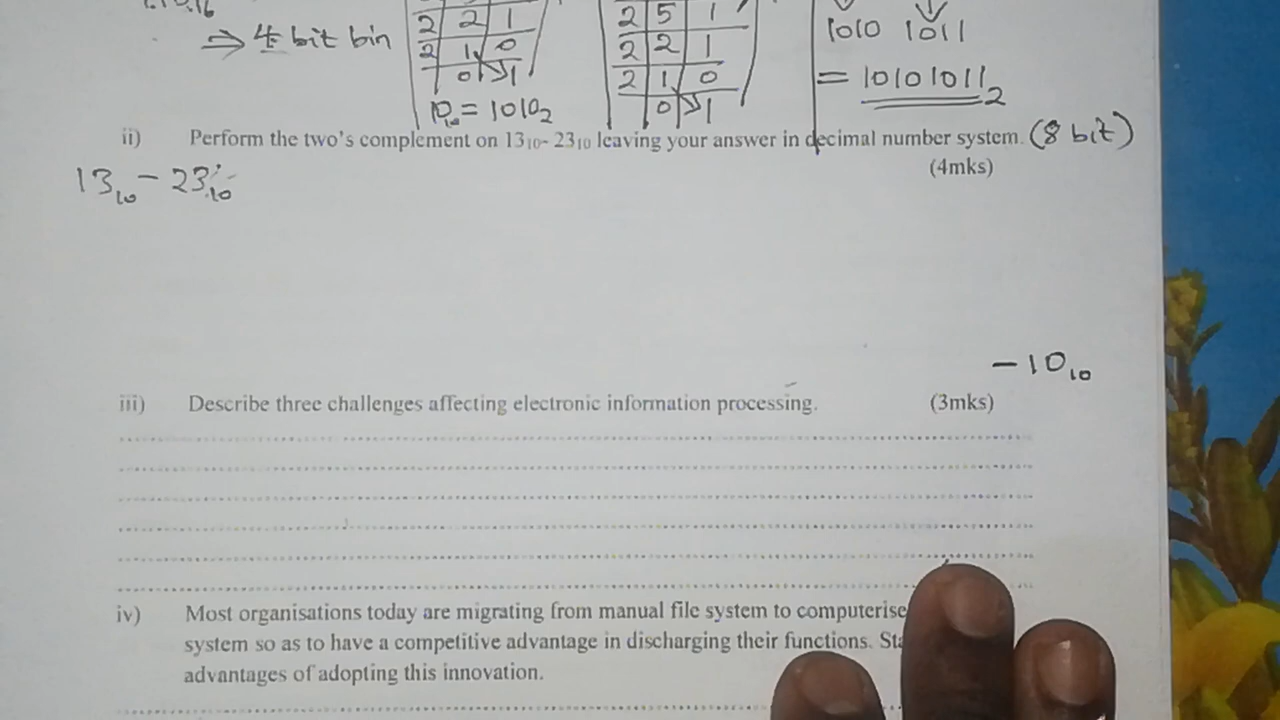 ⇒ 4 bit bin
2 2 1
2 1 0
0 1
10₁₀ = 1010₂
2 5 1
2 2 1
2 1 0
0 1
1010 1011
= 10101011₂
ii) Perform the two's complement on 13₁₀- 23₁₀ leaving your answer in decimal number system. (8 bit)
(4mks)
13₁₀ - 23₁₀
-10₁₀
iii) Describe three challenges affecting electronic information processing. (3mks)
iv) Most organisations today are migrating from manual file system to computerise
system so as to have a competitive advantage in discharging their functions.
advantages of adopting this innovation.